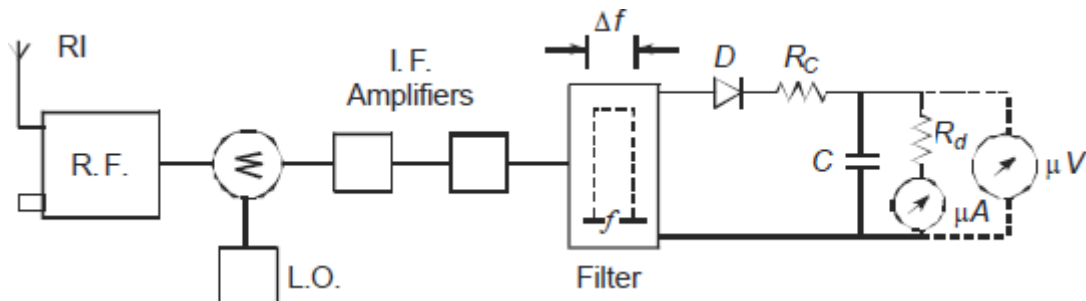 RI
Δf
I. F.
Amplifiers
D
R_C
R. F.
R_d
C
μV
μA
f
L.O.
Filter